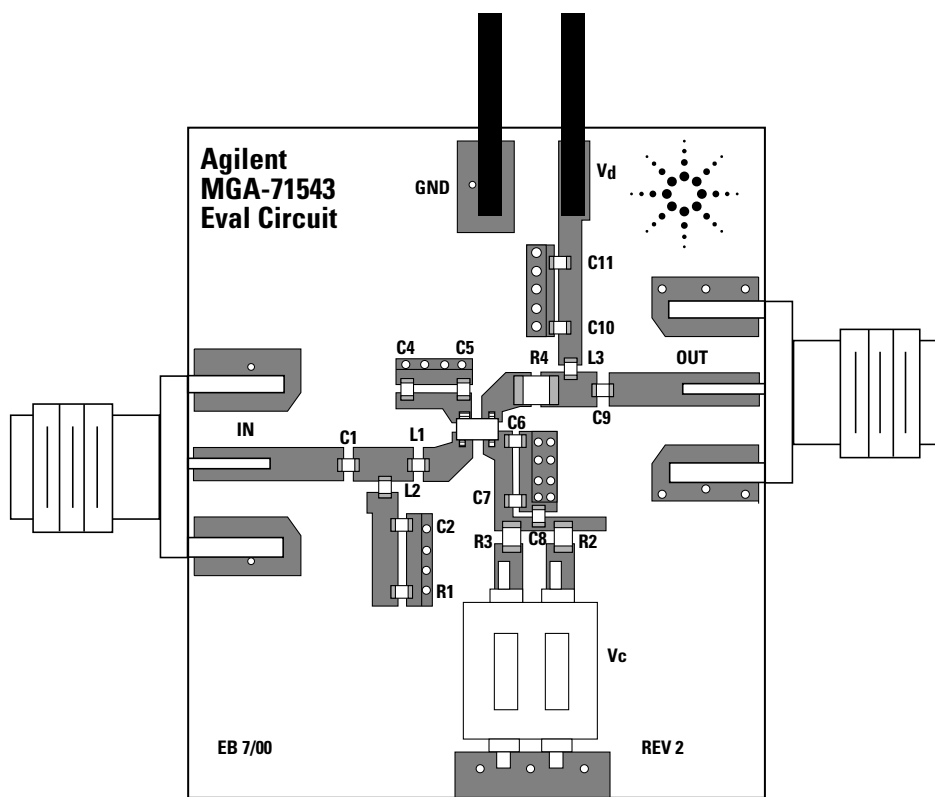 Agilent
MGA-71543
Eval Circuit
GND
Vd
C11
C10
C4
C5
R4
L3
OUT
C9
IN
C1
L1
C6
L2
C7
C2
R3
C8
R2
R1
Vc
EB 7/00
REV 2